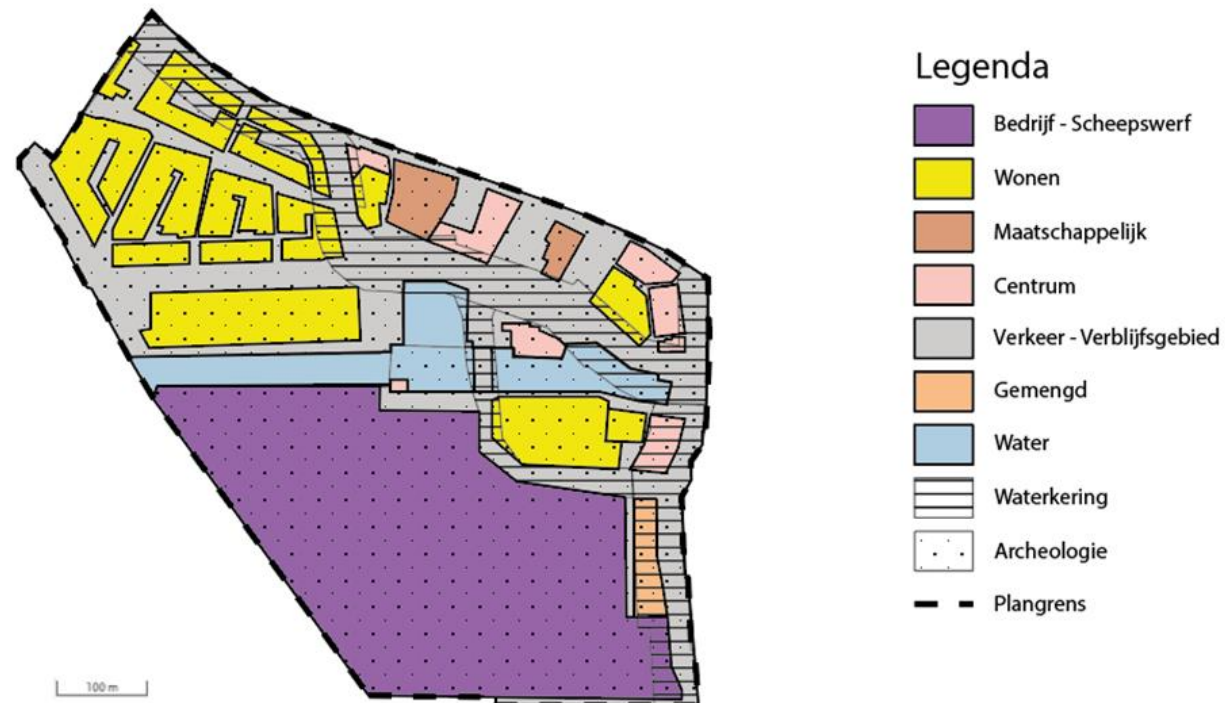 Legenda
Bedrijf - Scheepswerf
Wonen
Maatschappelijk
Centrum
Verkeer - Verblijfsgebied
Gemengd
Water
Waterkering
Archeologie
Plangrens
100 m